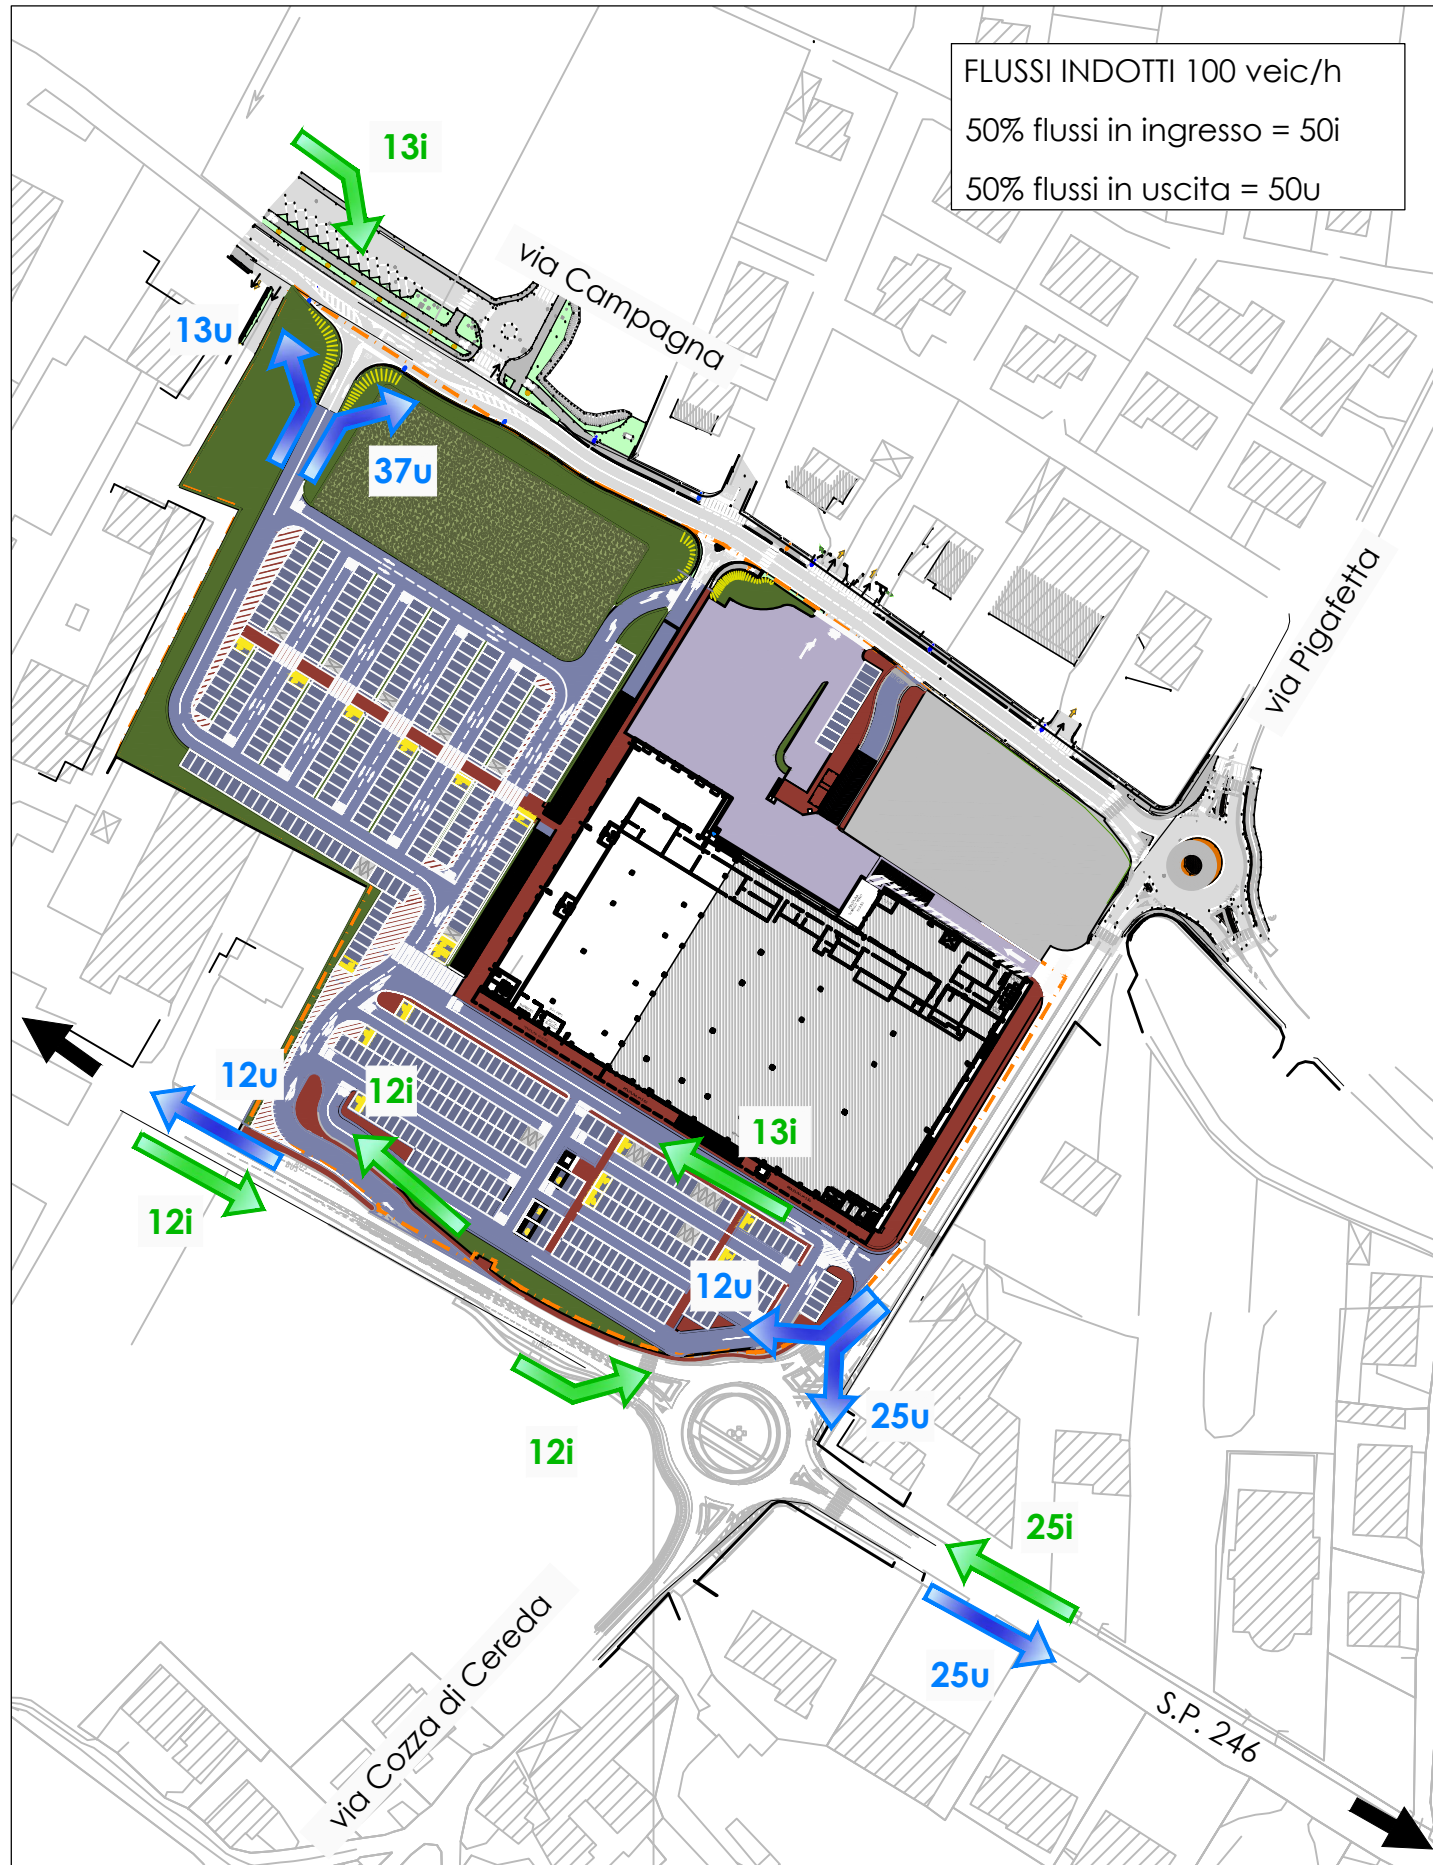 FLUSSI INDOTTI 100 veic/h
50% flussi in ingresso = 50i
50% flussi in uscita = 50u
13i
via Campagna
13u
37u
via Pigafetta
12u
12i
13i
12i
12u
25u
12i
25i
25u
via Cozza di Cereda
S.P. 246